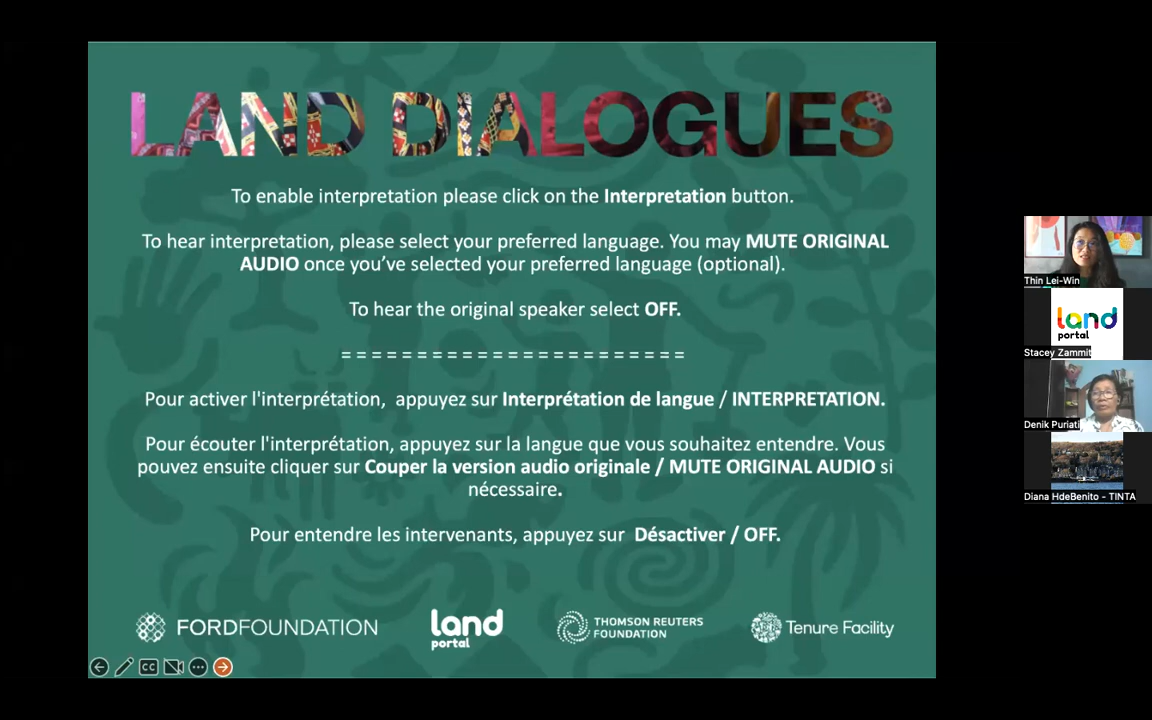 LAND DIALOGUES
To enable interpretation please click on the Interpretation button.
To hear interpretation, please select your preferred language. You may MUTE ORIGINAL
AUDIO once you’ve selected your preferred language (optional).
To hear the original speaker select OFF.
= = = = = = = = = = = = = = = = = = = = = = =
Pour activer l'interprétation, appuyez sur Interprétation de langue / INTERPRETATION.
Pour écouter l'interprétation, appuyez sur la langue que vous souhaitez entendre. Vous
pouvez ensuite cliquer sur Couper la version audio originale / MUTE ORIGINAL AUDIO si
nécessaire.
Pour entendre les intervenants, appuyez sur Désactiver / OFF.
FORDFOUNDATION
land
portal
THOMSON REUTERS
FOUNDATION
Tenure Facility
CC
Thin Lei-Win
land
portal
Stacey Zammit
Denik Puriati
Diana HdeBenito - TINTA